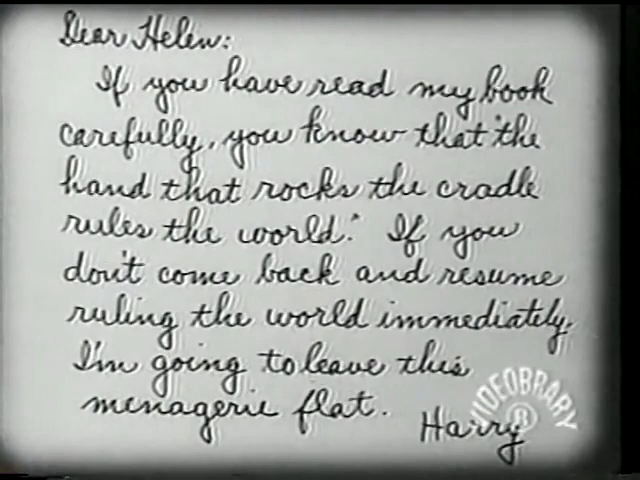 Dear Helen:
If you have read my book
carefully, you know that "the
hand that rocks the cradle
rules the world." If you
don't come back and resume
ruling the world immediately,
I'm going to leave this
menagerie flat.
Harry
VIDEOBRARY
R